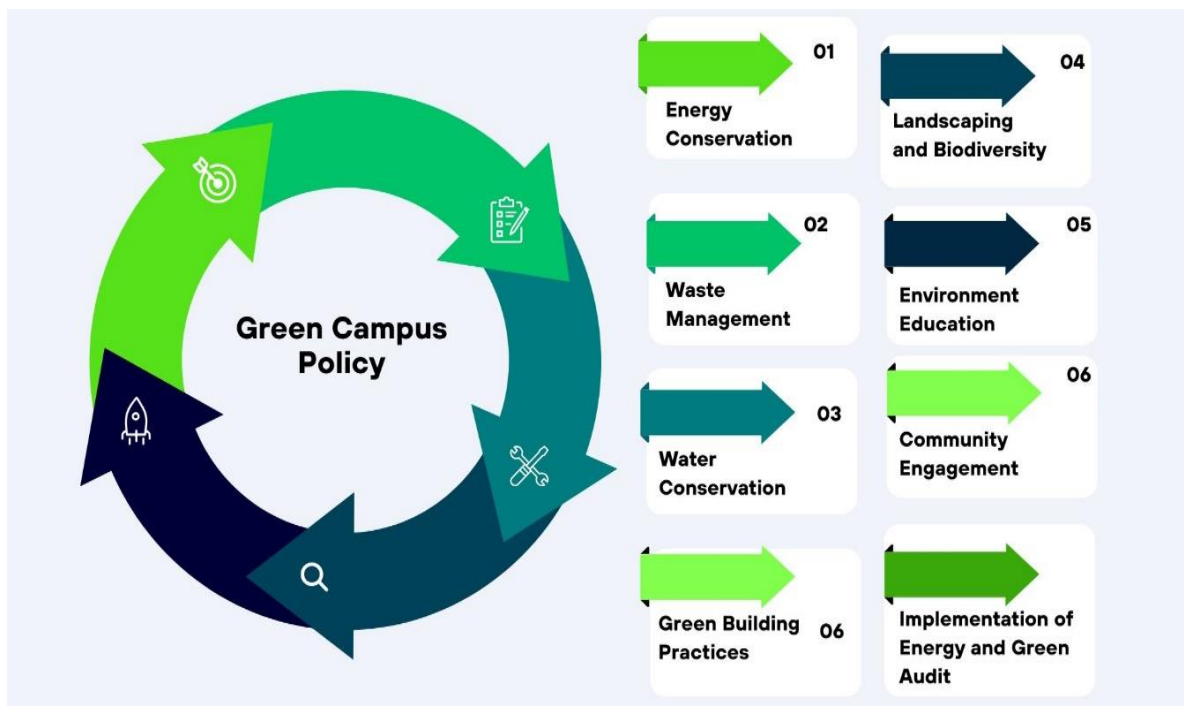 Green Campus
Policy
01
Energy
Conservation
02
Waste
Management
03
Water
Conservation
Green Building
Practices
06
04
Landscaping
and Biodiversity
05
Environment
Education
06
Community
Engagement
Implementation of
Energy and Green
Audit